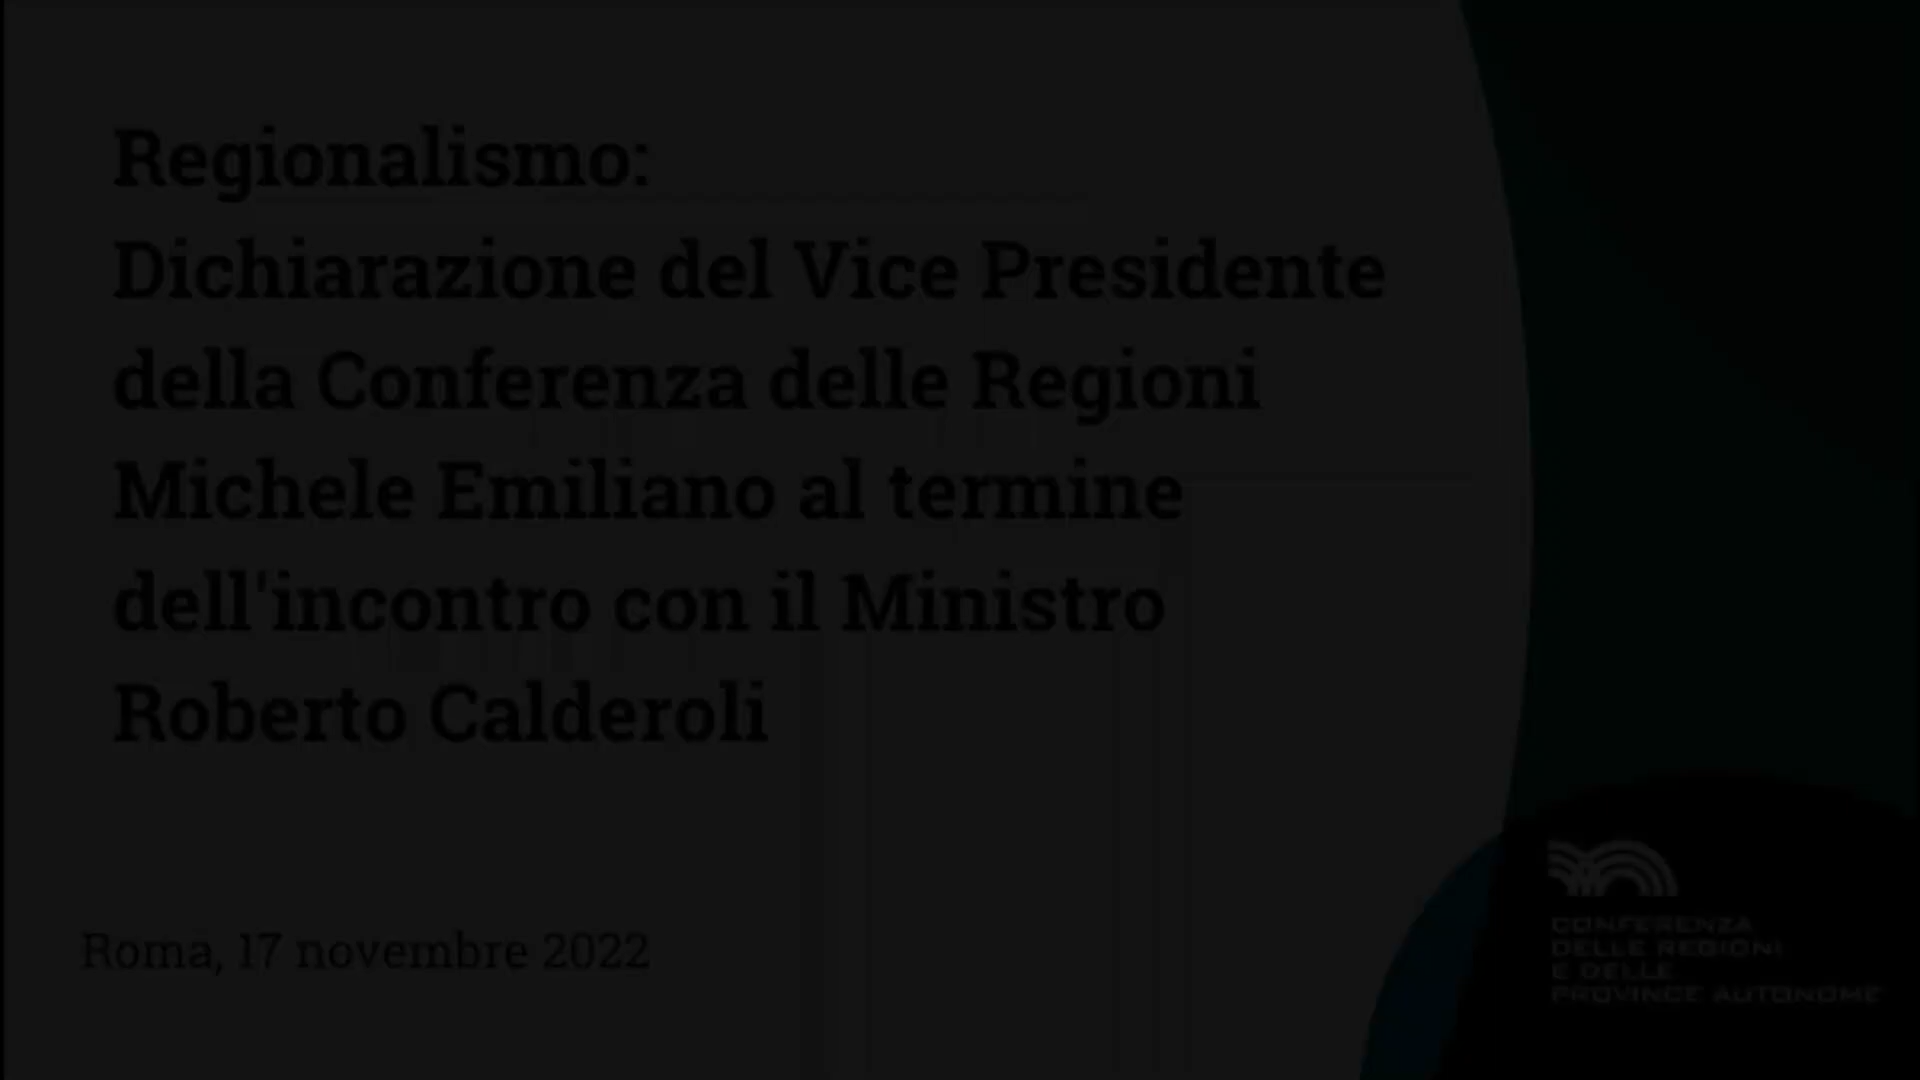 Regionalismo:
Dichiarazione del Vice Presidente
della Conferenza delle Regioni
Michele Emiliano al termine
dell'incontro con il Ministro
Roberto Calderoli
Roma, 17 novembre 2022
CONFERENZA
DELLE REGIONI
E DELLE
PROVINCE AUTONOME